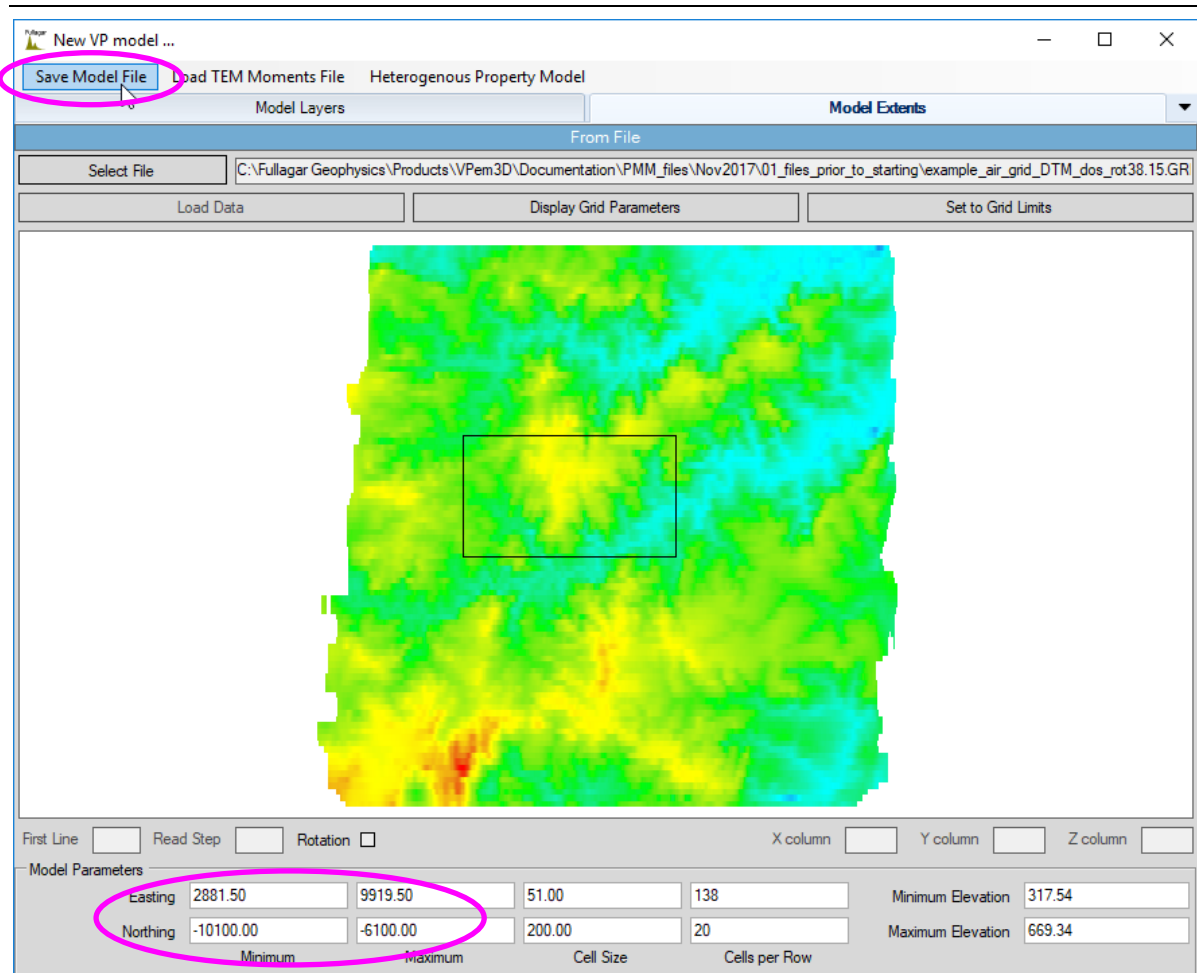 Fullagar
New VP model ...
Save Model File Load TEM Moments File Heterogenous Property Model
Model Layers Model Extents
From File
Select File C:\Fullagar Geophysics\Products\VPem3D\Documentation\PMM_files\Nov2017\01_files_prior_to_starting\example_air_grid_DTM_dos_rot38.15.GR
Load Data Display Grid Parameters Set to Grid Limits
First Line Read Step Rotation X column Y column Z column
Model Parameters
Easting 2881.50 9919.50 51.00 138 Minimum Elevation 317.54
Northing -10100.00 -6100.00 200.00 20 Maximum Elevation 669.34
Minimum Maximum Cell Size Cells per Row